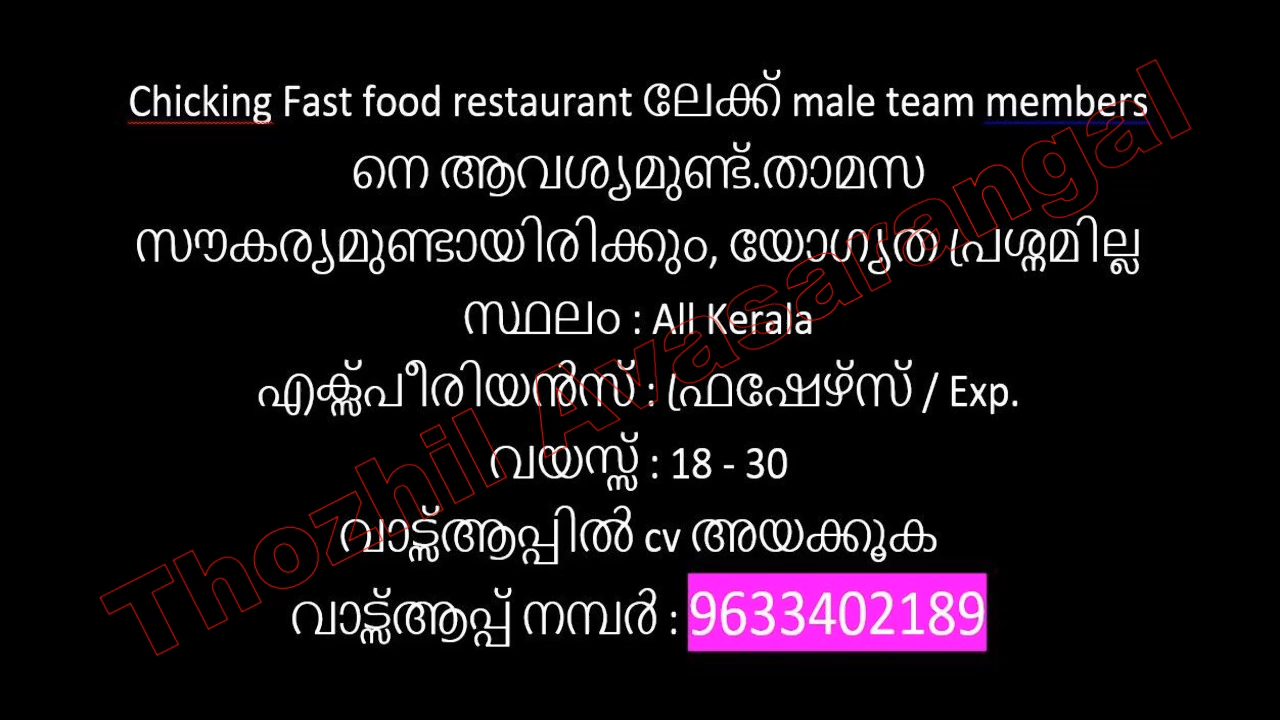 Chicking Fast food restaurant ലേക്ക് male team members
നെ ആവശ്യമുണ്ട്.താമസ
സൗകര്യമുണ്ടായിരിക്കും, യോഗ്യത പ്രശ്നമില്ല
സ്ഥലം : All Kerala
എക്സ്പീരിയൻസ് : ഫ്രഷേഴ്സ് / Exp.
വയസ്സ് : 18 - 30
വാട്സ്ആപ്പിൽ cv അയക്കൂക
വാട്സ്ആപ്പ് നമ്പർ : 9633402189
Thozhil Avasarangal